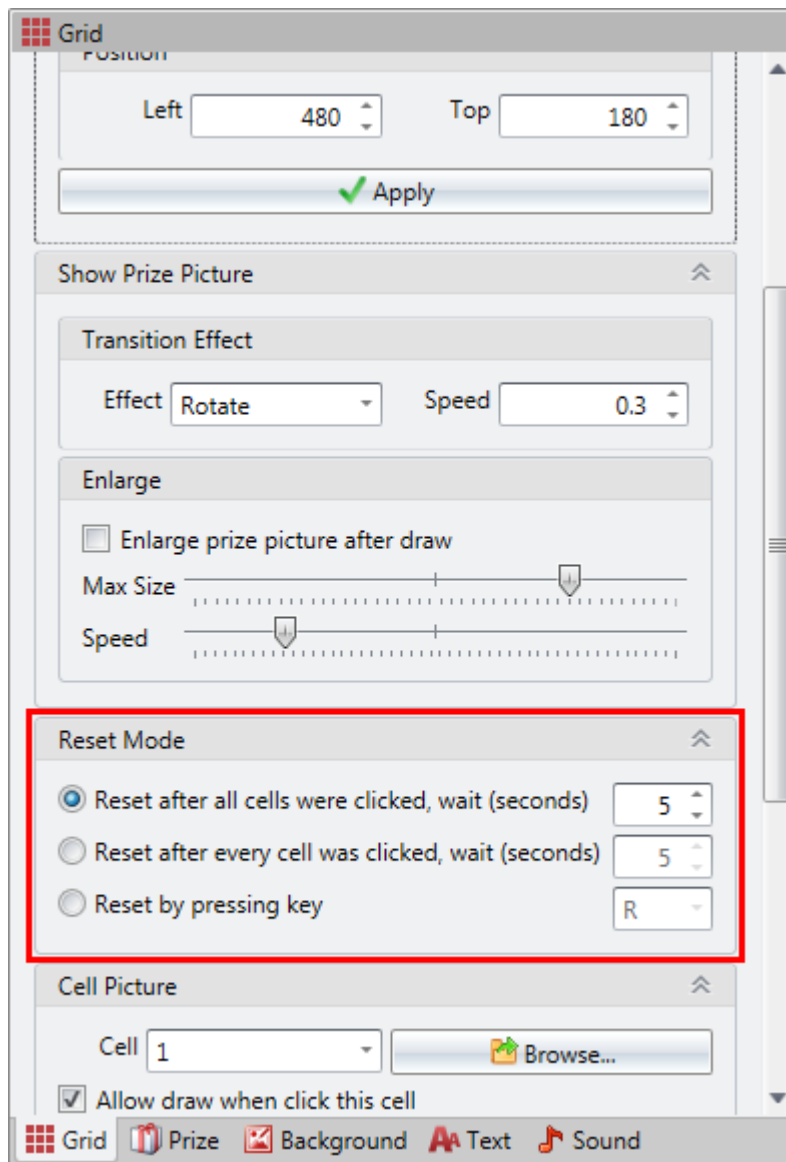 Grid
Position
Left 480 Top 180
Apply
Show Prize Picture
Transition Effect
Effect Rotate Speed 0.3
Enlarge
Enlarge prize picture after draw
Max Size
Speed
Reset Mode
Reset after all cells were clicked, wait (seconds) 5
Reset after every cell was clicked, wait (seconds) 5
Reset by pressing key R
Cell Picture
Cell 1 Browse...
Allow draw when click this cell
Grid Prize Background Text Sound